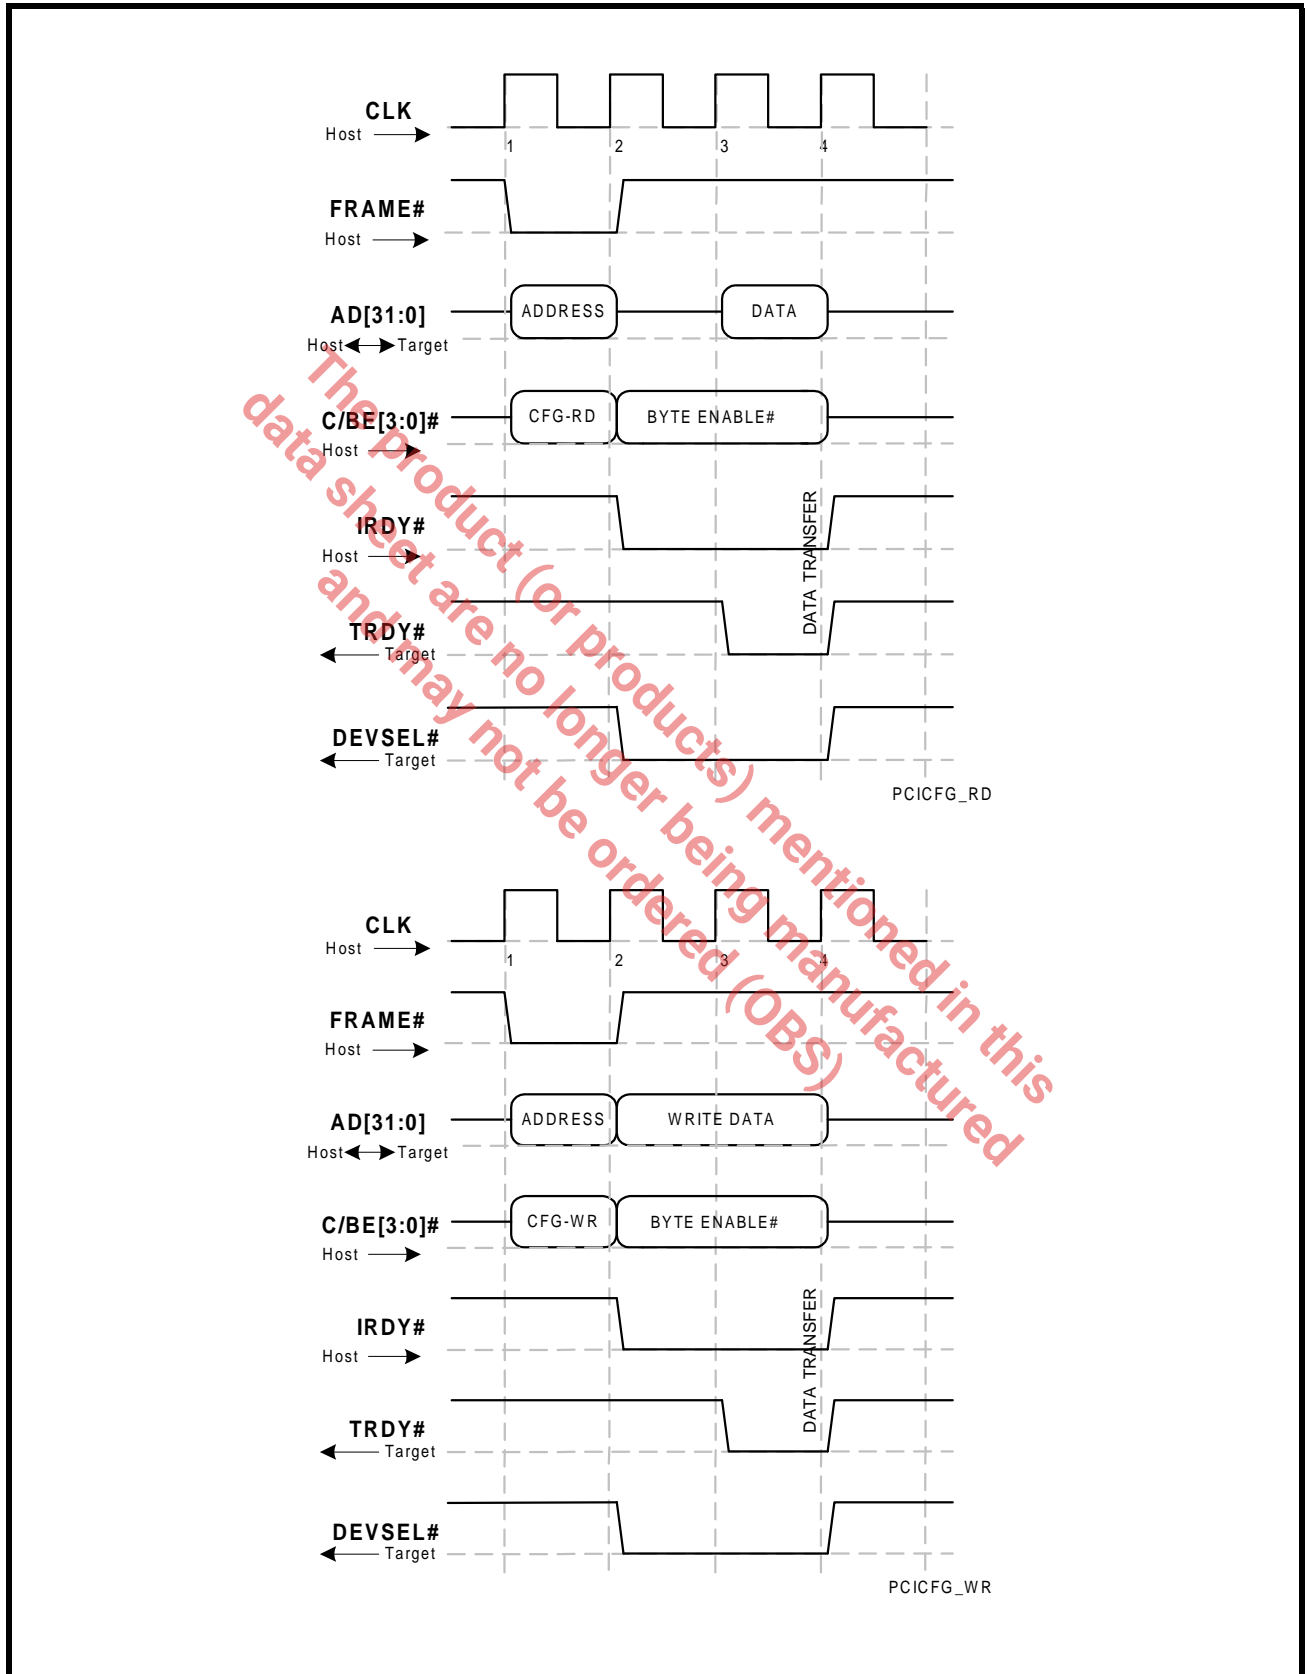 CLK
Host
1 2 3 4
FRAME#
Host
AD[31:0]
ADDRESS DATA
Host Target
C/BE[3:0]#
CFG-RD BYTE ENABLE#
Host
IRDY#
Host
DATA TRANSFER
TRDY#
Target
DEVSEL#
Target
PCICFG_RD
CLK
Host
1 2 3 4
FRAME#
Host
AD[31:0]
ADDRESS WRITE DATA
Host Target
C/BE[3:0]#
CFG-WR BYTE ENABLE#
Host
IRDY#
Host
DATA TRANSFER
TRDY#
Target
DEVSEL#
Target
PCICFG_WR
The product (or products) mentioned in this
data sheet are no longer being manufactured
and may not be ordered (OBS)